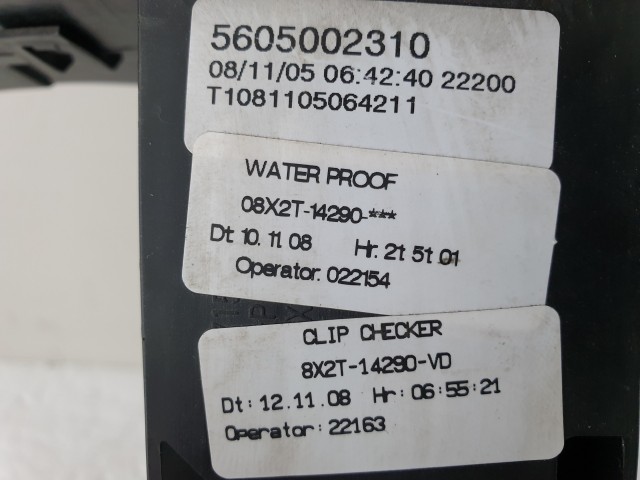 5605002310
08/11/05 06:42:40 22200
T1081105064211
WATER PROOF
08X2T-14290-***
Dt 10. 11 08 Hr. 21 51 01
Operator. 022154
CLIP CHECKER
8X2T-14290-VD
Dt: 12.11.08 Hr: 06:55:21
Operator: 22163